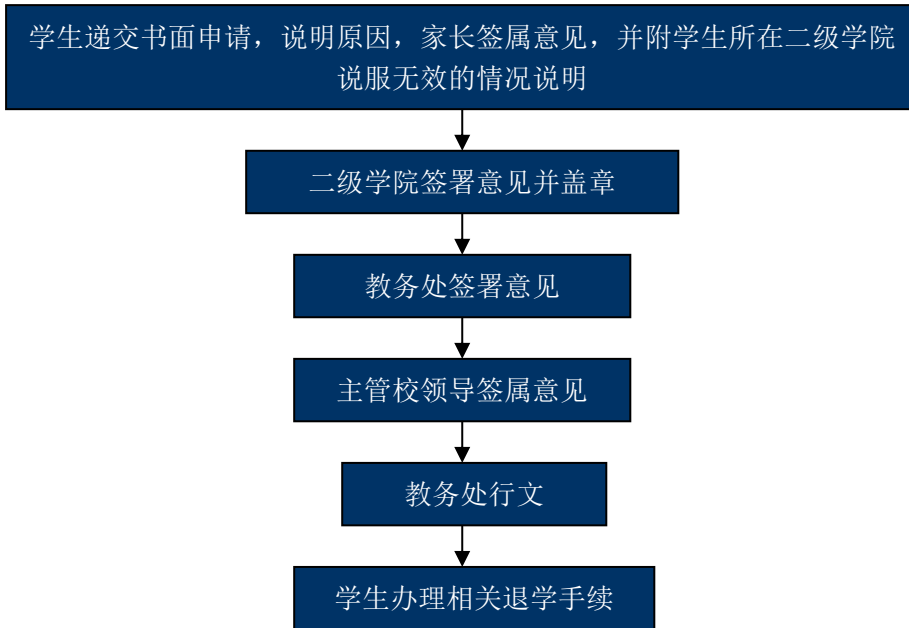 学生递交书面申请，说明原因，家长签属意见，并附学生所在二级学院
说服无效的情况说明
二级学院签署意见并盖章
教务处签署意见
主管校领导签属意见
教务处行文
学生办理相关退学手续